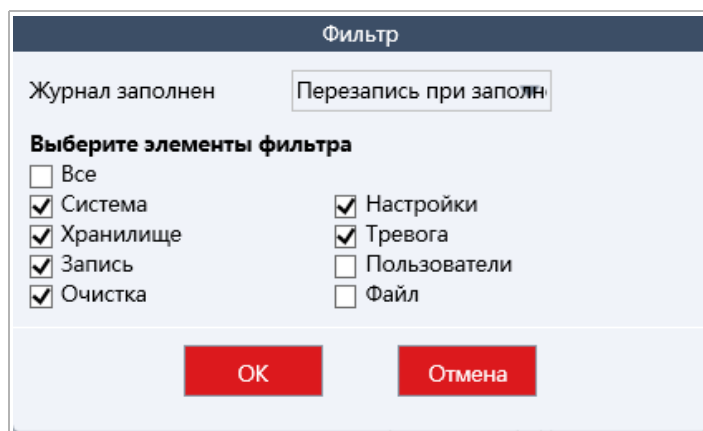 Фильтр
Журнал заполнен Перезапись при заполн
Выберите элементы фильтра
Все
Система Настройки
Хранилище Тревога
Запись Пользователи
Очистка Файл
OK Отмена